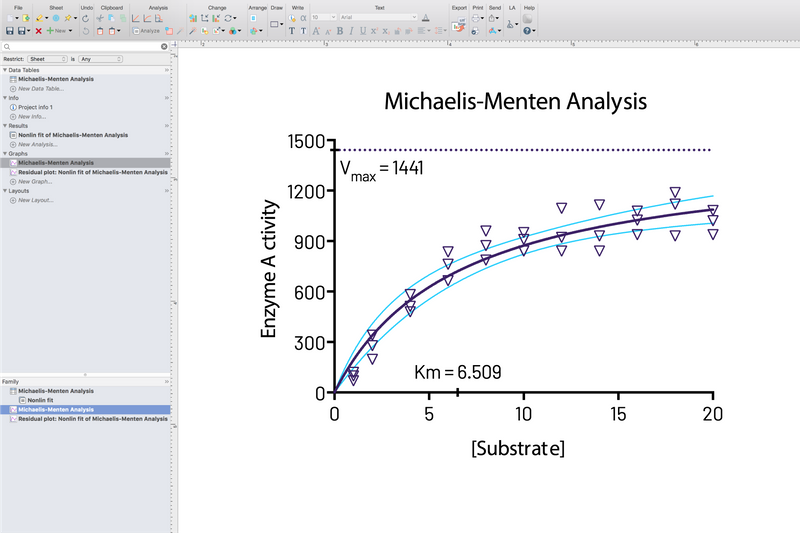 File
Sheet
Undo
Clipboard
Analysis
Change
Arrange
Draw
Write
Text
Export
Print
Send
LA
Help
New
Analyze
10
Arial
Restrict: Sheet is Any
Data Tables
Michaelis-Menten Analysis
New Data Table...
Info
Project info 1
New Info...
Results
Nonlin fit of Michaelis-Menten Analysis
New Analysis...
Graphs
Michaelis-Menten Analysis
Residual plot: Nonlin fit of Michaelis-Menten Analysis
New Graph...
Layouts
New Layout...
Family
Michaelis-Menten Analysis
Nonlin fit
Michaelis-Menten Analysis
Residual plot: Nonlin fit of Michaelis-Menten Analysis
Michaelis-Menten Analysis
Enzyme A ctivity
1500
1200
900
600
300
0
Vmax = 1441
Km = 6.509
0 5 10 15 20
[Substrate]